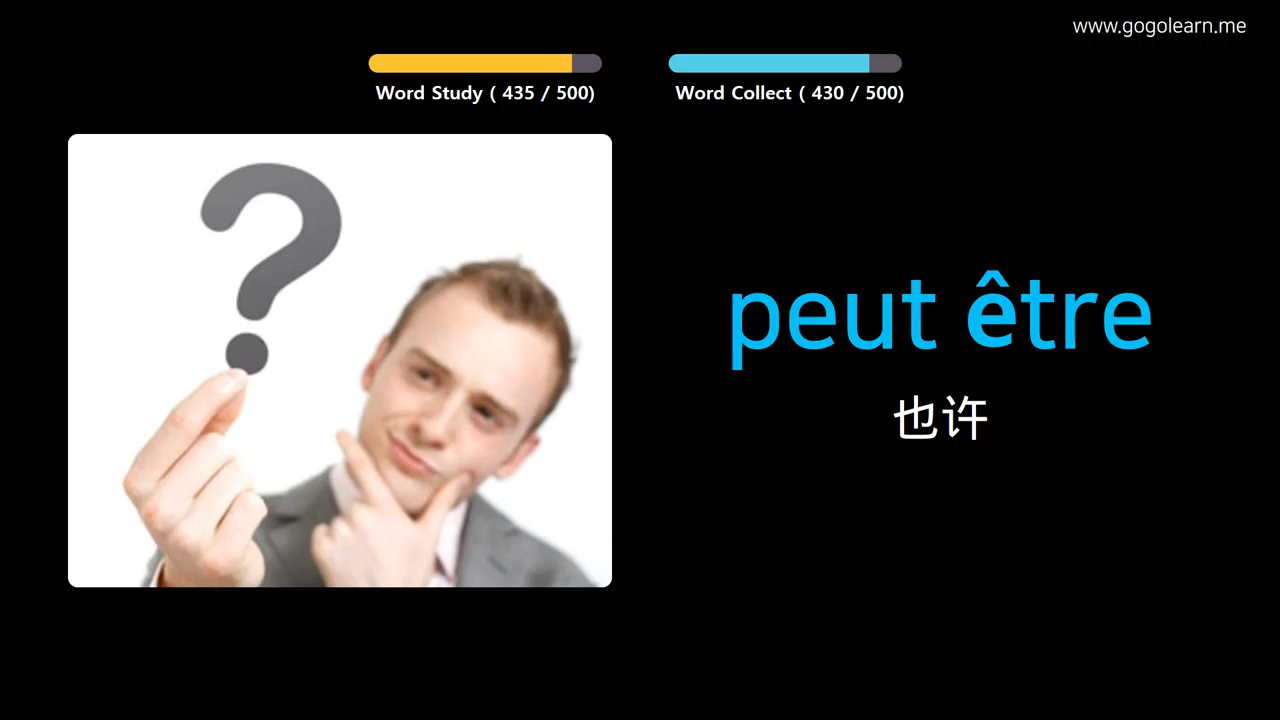 www.gogolearn.me
Word Study ( 435 / 500)
Word Collect ( 430 / 500)
?
peut être
也许